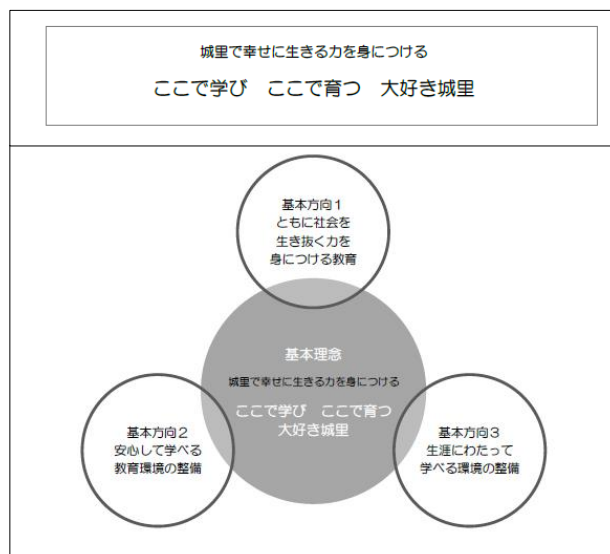 城里で幸せに生きる力を身につける
ここで学び　ここで育つ　大好き城里
基本方向１
ともに社会を
生き抜く力を
身につける教育
基本理念
城里で幸せに生きる力を身につける
ここで学び　ここで育つ
大好き城里
基本方向２
安心して学べる
教育環境の整備
基本方向３
生涯にわたって
学べる環境の整備